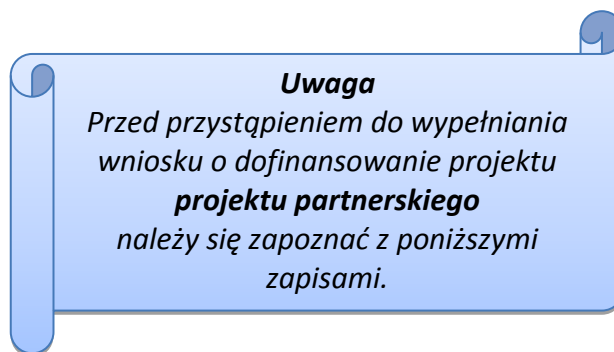 Uwaga
Przed przystąpieniem do wypełniania
wniosku o dofinansowanie projektu
projektu partnerskiego
należy się zapoznać z poniższymi
zapisami.